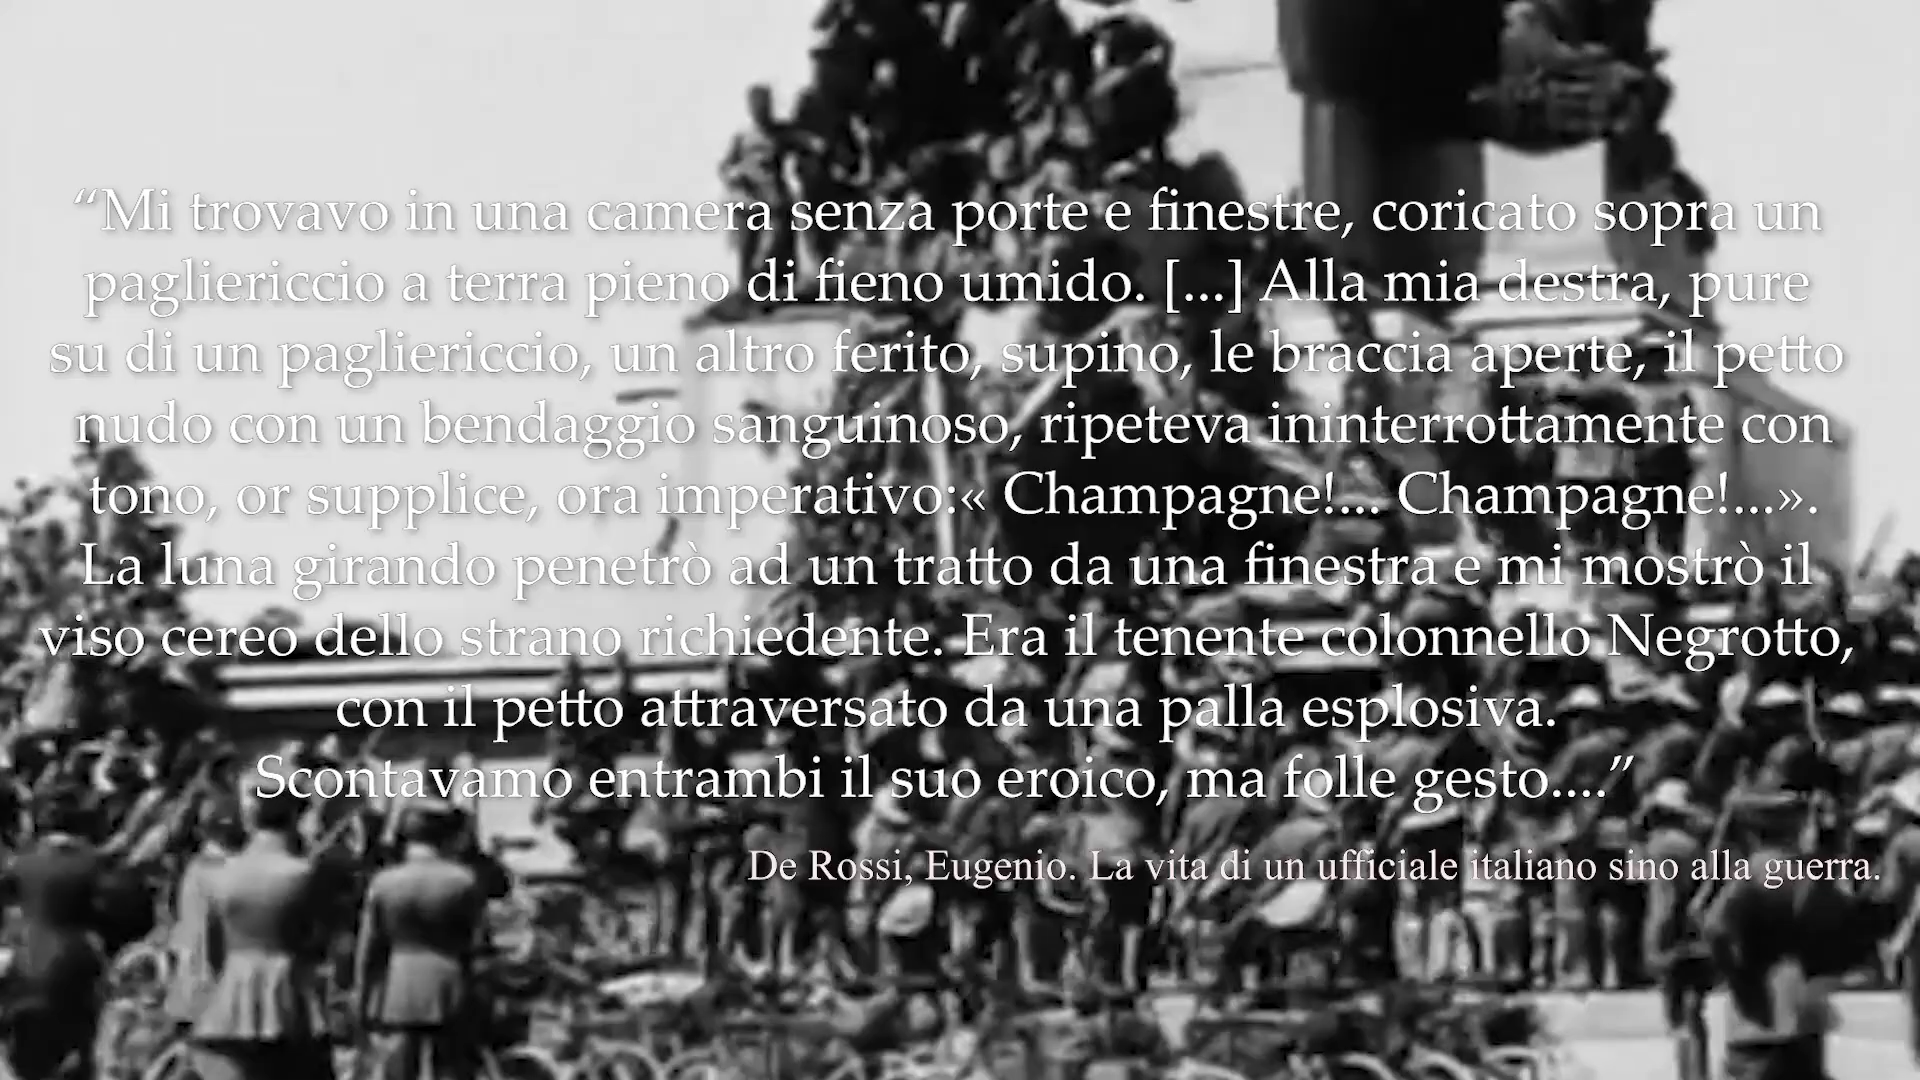 “Mi trovavo in una camera senza porte e finestre, coricato sopra un
pagliericcio a terra pieno di fieno umido. [...] Alla mia destra, pure
su di un pagliericcio, un altro ferito, supino, le braccia aperte, il petto
nudo con un bendaggio sanguinoso, ripeteva ininterrottamente con
tono, or supplice, ora imperativo:« Champagne!... Champagne!...».
La luna girando penetrò ad un tratto da una finestra e mi mostrò il
viso cereo dello strano richiedente. Era il tenente colonnello Negrotto,
con il petto attraversato da una palla esplosiva.
Scontavamo entrambi il suo eroico, ma folle gesto....”
De Rossi, Eugenio. La vita di un ufficiale italiano sino alla guerra.